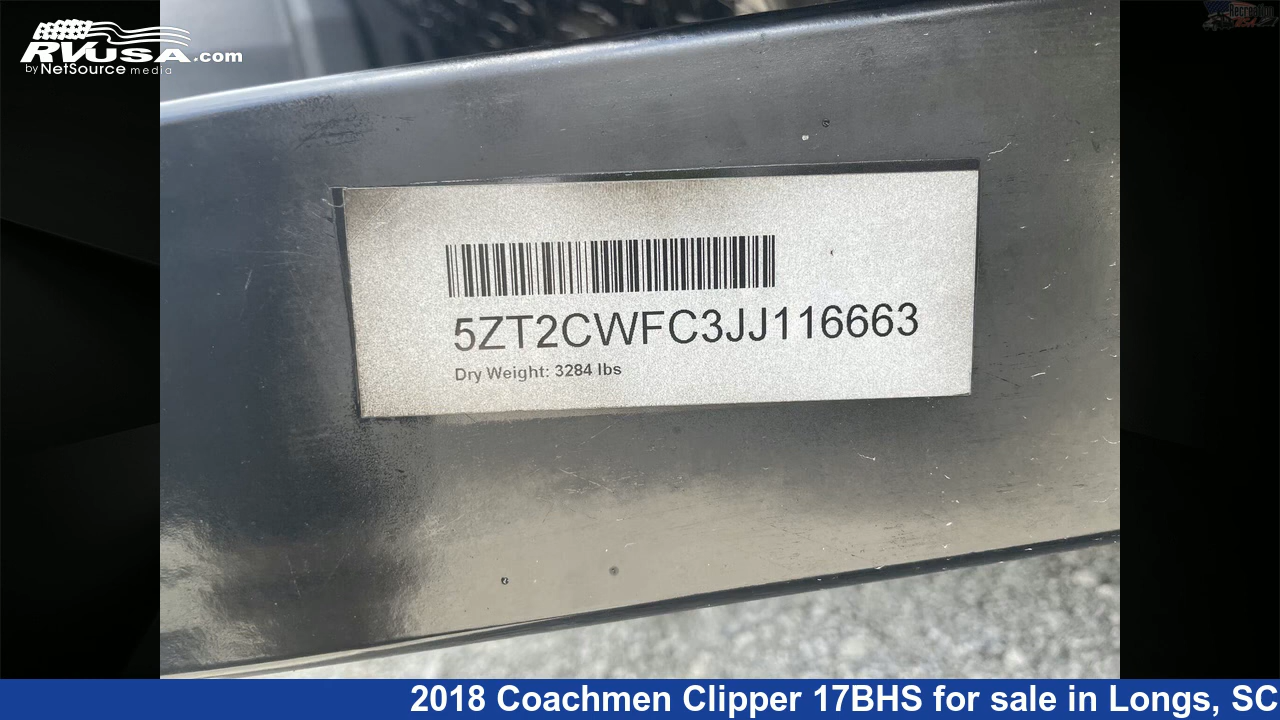 RVUSA.com
by NetSource media
Recreation
5ZT2CWFC3JJ116663
Dry Weight: 3284 lbs
2018 Coachmen Clipper 17BHS for sale in Longs, SC